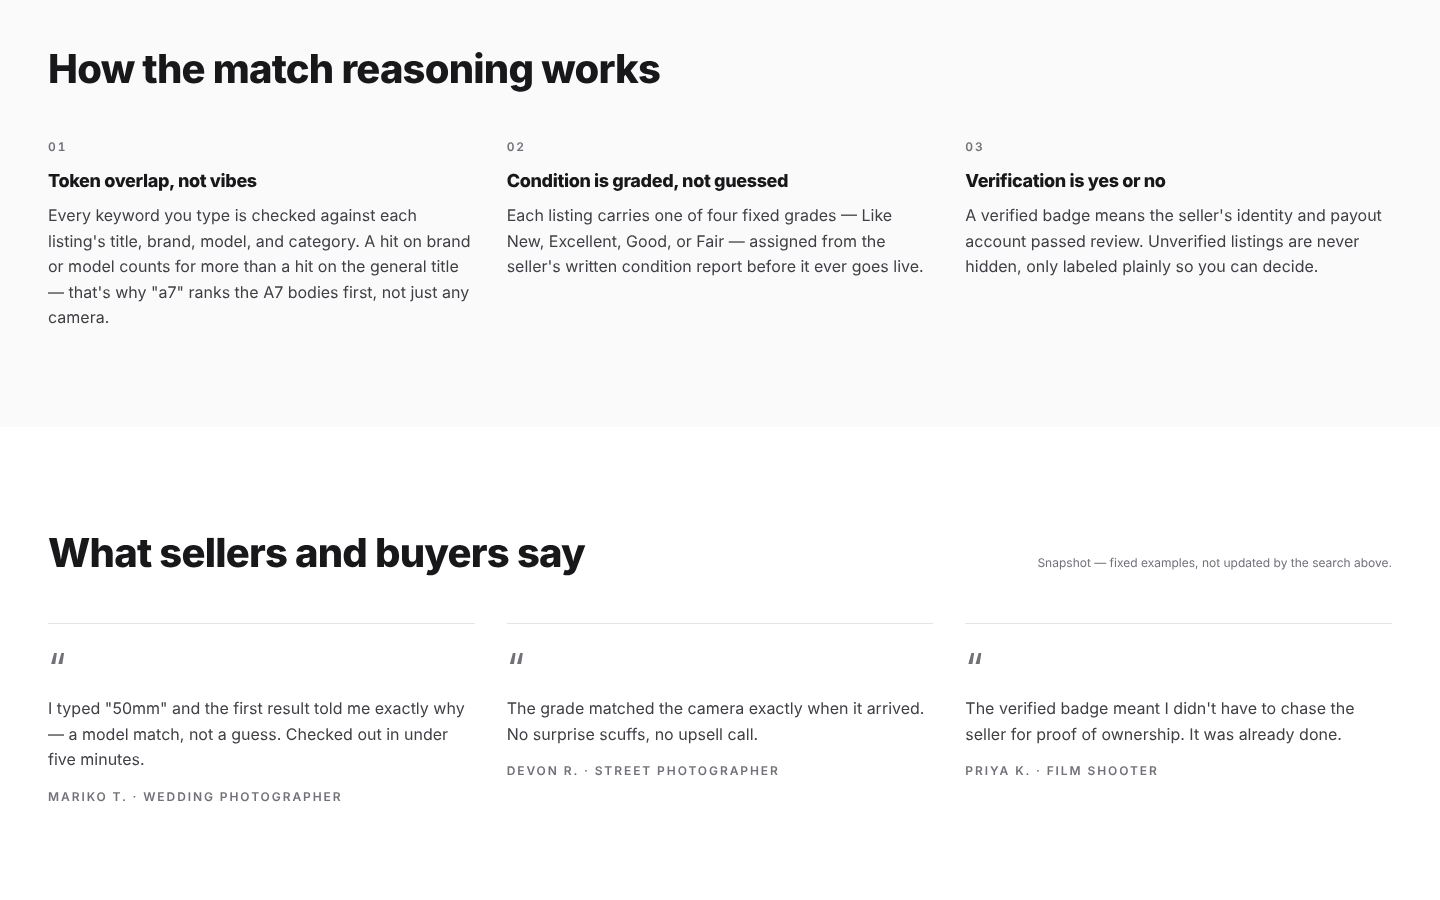 How the match reasoning works
01
Token overlap, not vibes
Every keyword you type is checked against each
listing's title, brand, model, and category. A hit on brand
or model counts for more than a hit on the general title
— that's why "a7" ranks the A7 bodies first, not just any
camera.
02
Condition is graded, not guessed
Each listing carries one of four fixed grades — Like
New, Excellent, Good, or Fair — assigned from the
seller's written condition report before it ever goes live.
03
Verification is yes or no
A verified badge means the seller's identity and payout
account passed review. Unverified listings are never
hidden, only labeled plainly so you can decide.
What sellers and buyers say
Snapshot — fixed examples, not updated by the search above.
“
I typed "50mm" and the first result told me exactly why
— a model match, not a guess. Checked out in under
five minutes.
MARIKO T. · WEDDING PHOTOGRAPHER
“
The grade matched the camera exactly when it arrived.
No surprise scuffs, no upsell call.
DEVON R. · STREET PHOTOGRAPHER
“
The verified badge meant I didn't have to chase the
seller for proof of ownership. It was already done.
PRIYA K. · FILM SHOOTER